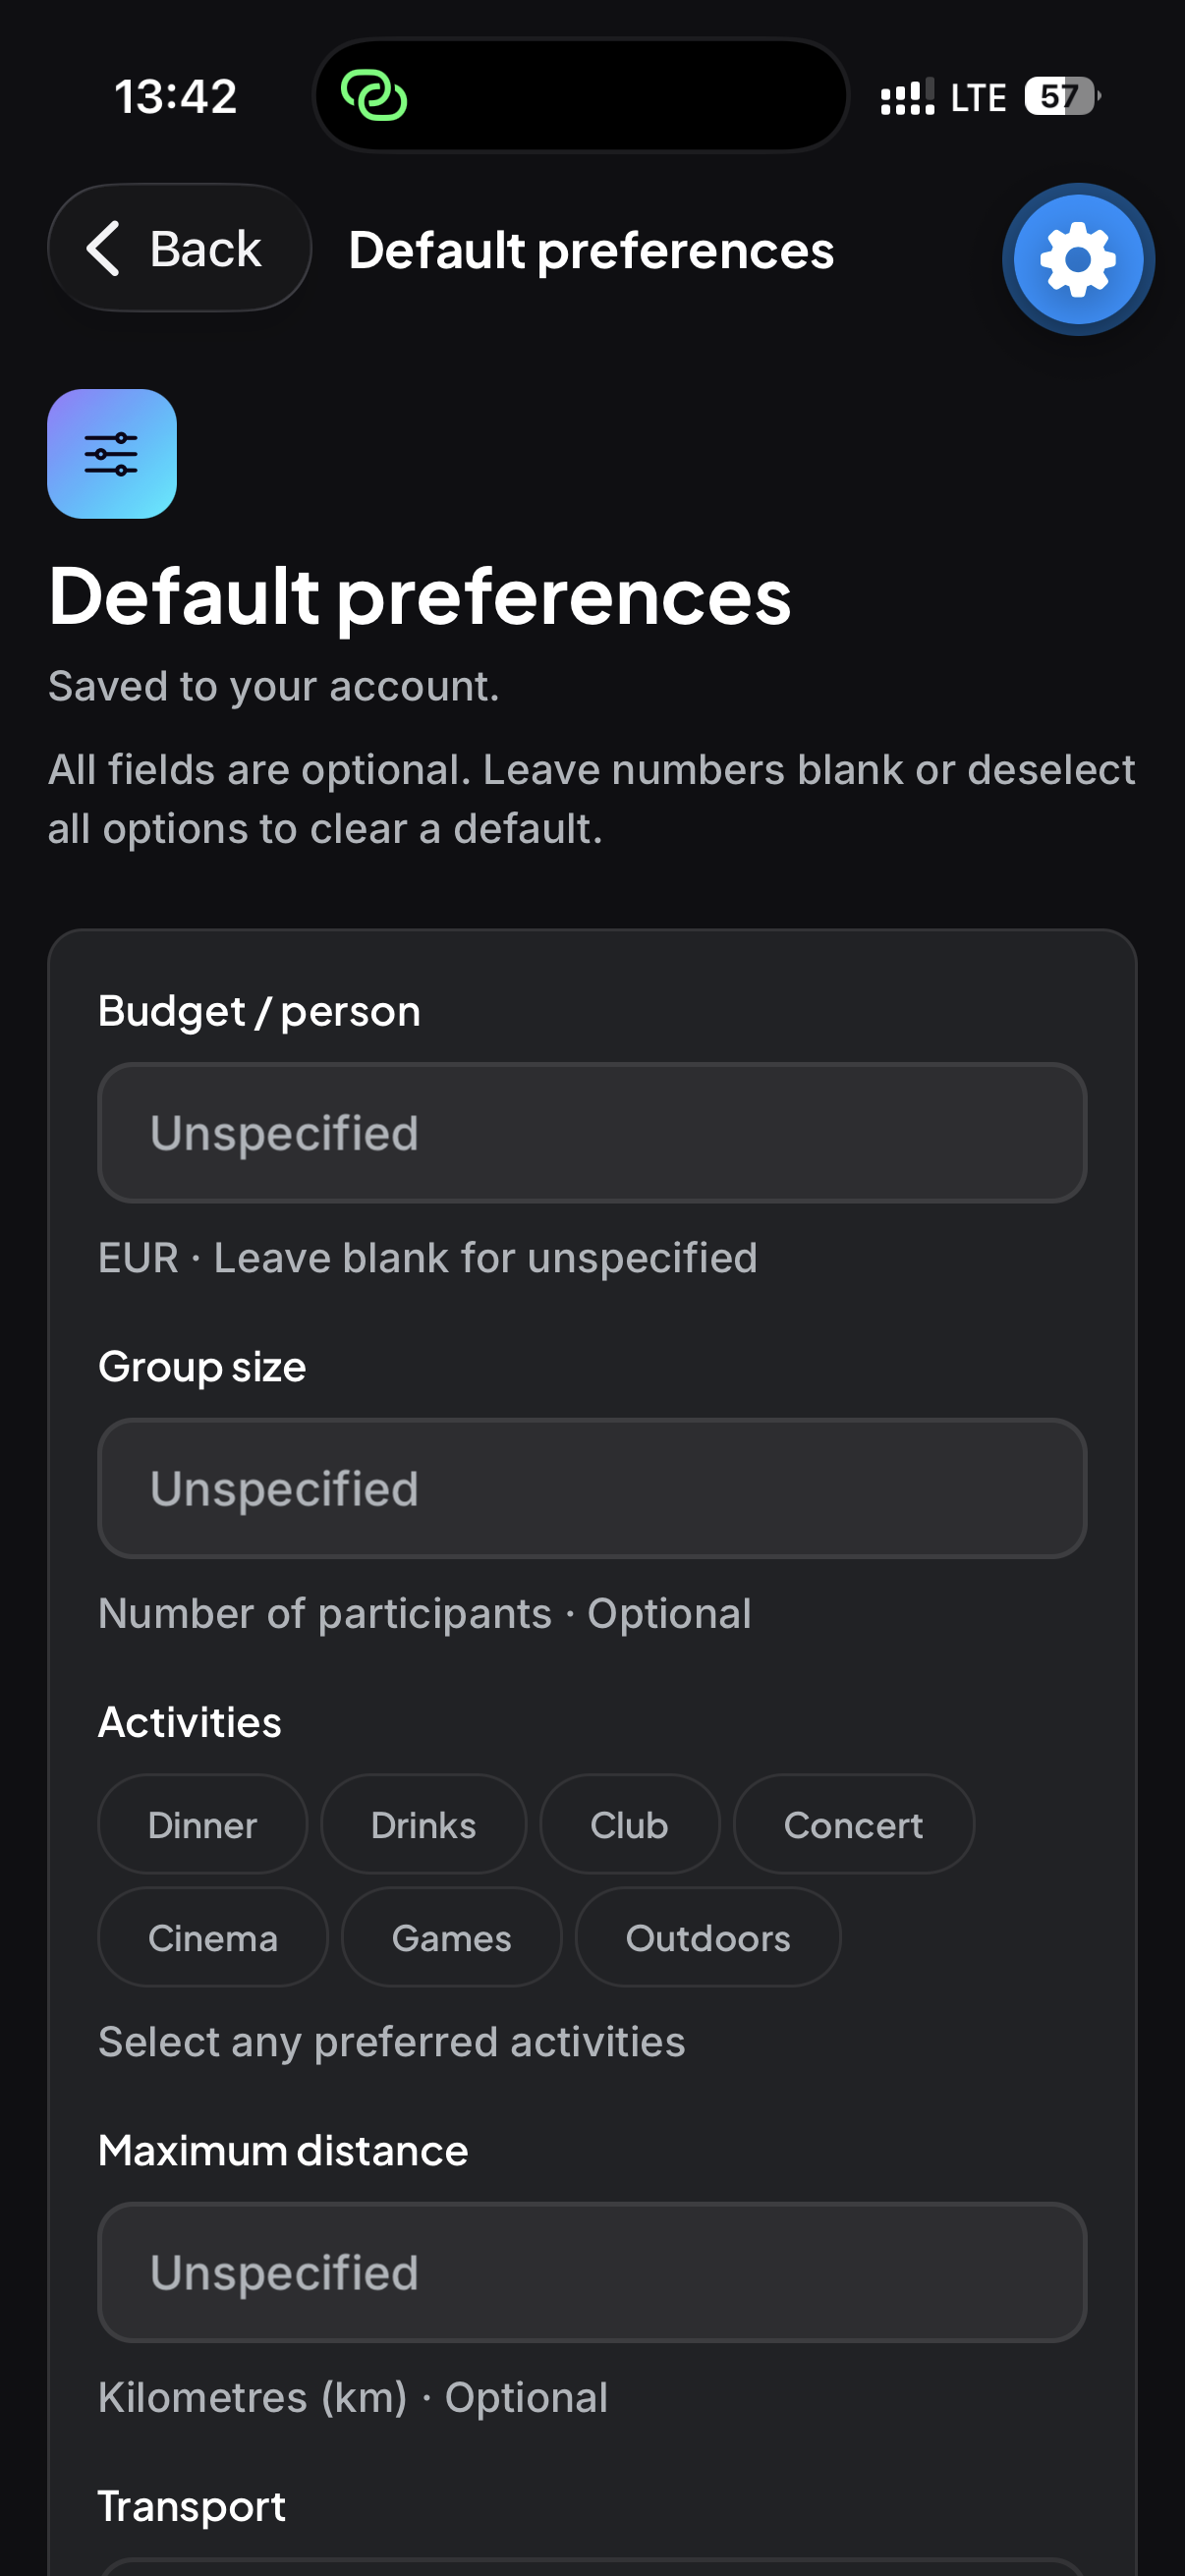 13:42
LTE
57
Back
Default preferences
Default preferences
Saved to your account.
All fields are optional. Leave numbers blank or deselect
all options to clear a default.
Budget / person
Unspecified
EUR · Leave blank for unspecified
Group size
Unspecified
Number of participants · Optional
Activities
Dinner
Drinks
Club
Concert
Cinema
Games
Outdoors
Select any preferred activities
Maximum distance
Unspecified
Kilometres (km) · Optional
Transport